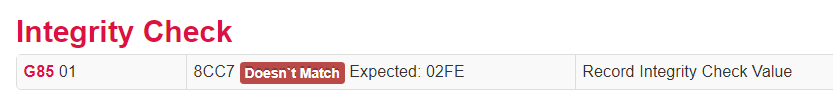 Integrity Check
G85 01 8CC7 Doesn`t Match Expected: 02FE Record Integrity Check Value